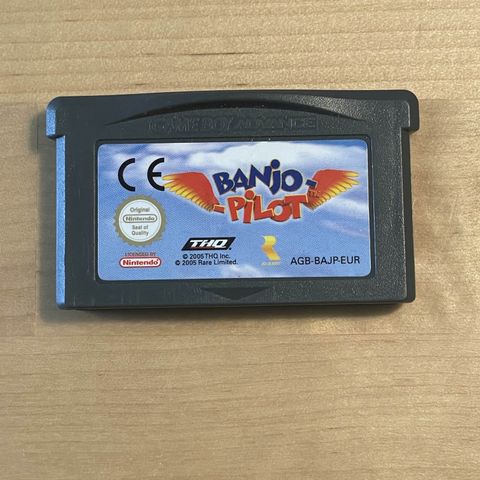 GAME BOY ADVANCE
CE
BANJO-
-PILOT
Original
Nintendo
Seal of
Quality
LICENSED BY
Nintendo
THQ
© 2005 THQ Inc.
© 2005 Rare Limited.
AGB-BAJP-EUR